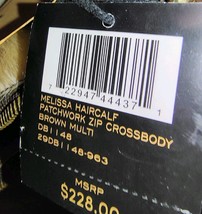 7 22947 44437 1
MELISSA HAIRCALF
PATCHWORK ZIP CROSSBODY
BROWN MULTI
DB1148
29DB1148-963
MSRP
$228.00